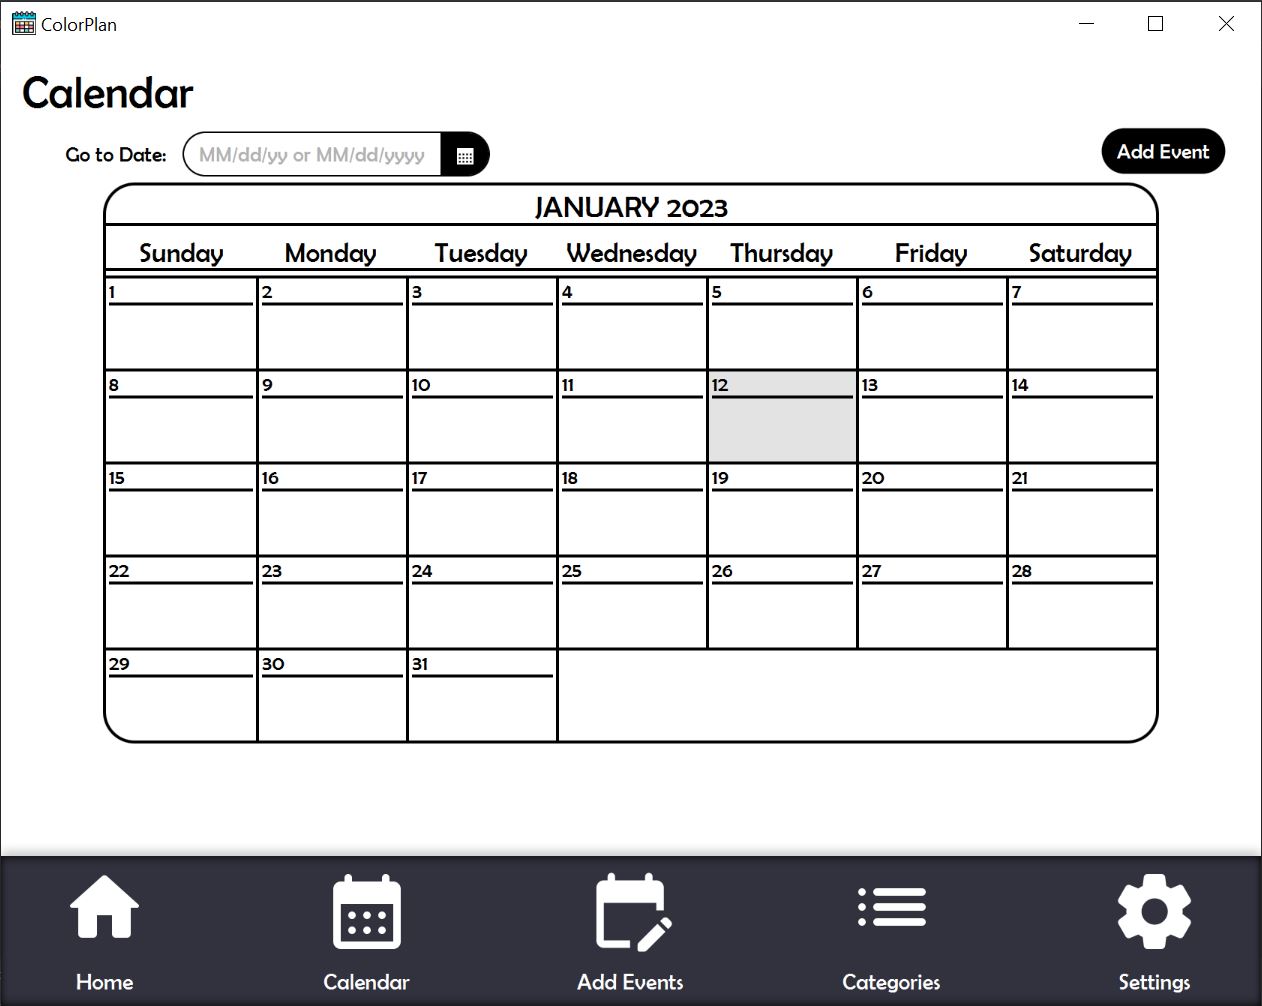 ColorPlan
Calendar
Go to Date: MM/dd/yy or MM/dd/yyyy Add Event
JANUARY 2023
Sunday Monday Tuesday Wednesday Thursday Friday Saturday
1 2 3 4 5 6 7
8 9 10 11 12 13 14
15 16 17 18 19 20 21
22 23 24 25 26 27 28
29 30 31
Home Calendar Add Events Categories Settings